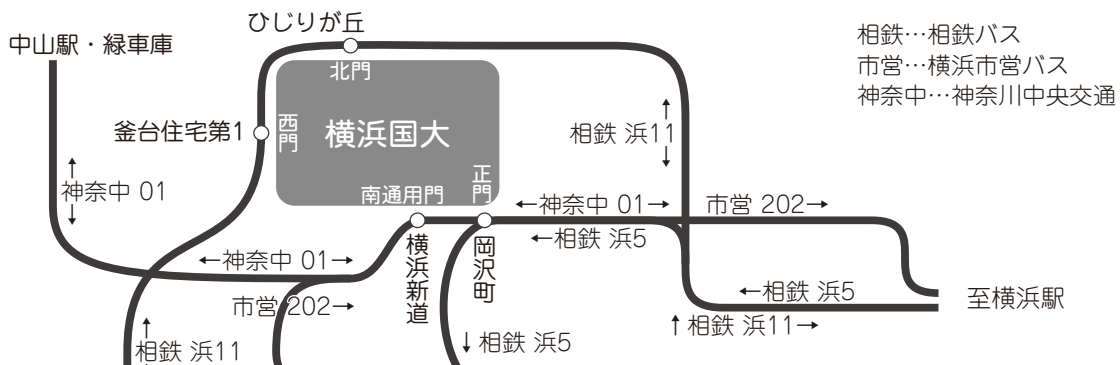 ひじりが丘
中山駅・緑車庫
相鉄…相鉄バス
市営…横浜市営バス
神奈中…神奈川中央交通
北門
釜台住宅第1
西門
横浜国大
相鉄 浜11
正門
神奈中 01
南通用門
←神奈中 01→
市営 202→
←相鉄 浜5
横浜新道
岡沢町
←神奈中 01→
市営 202→
←相鉄 浜5
至横浜駅
↑相鉄 浜11→
↑相鉄 浜11
↓相鉄 浜5